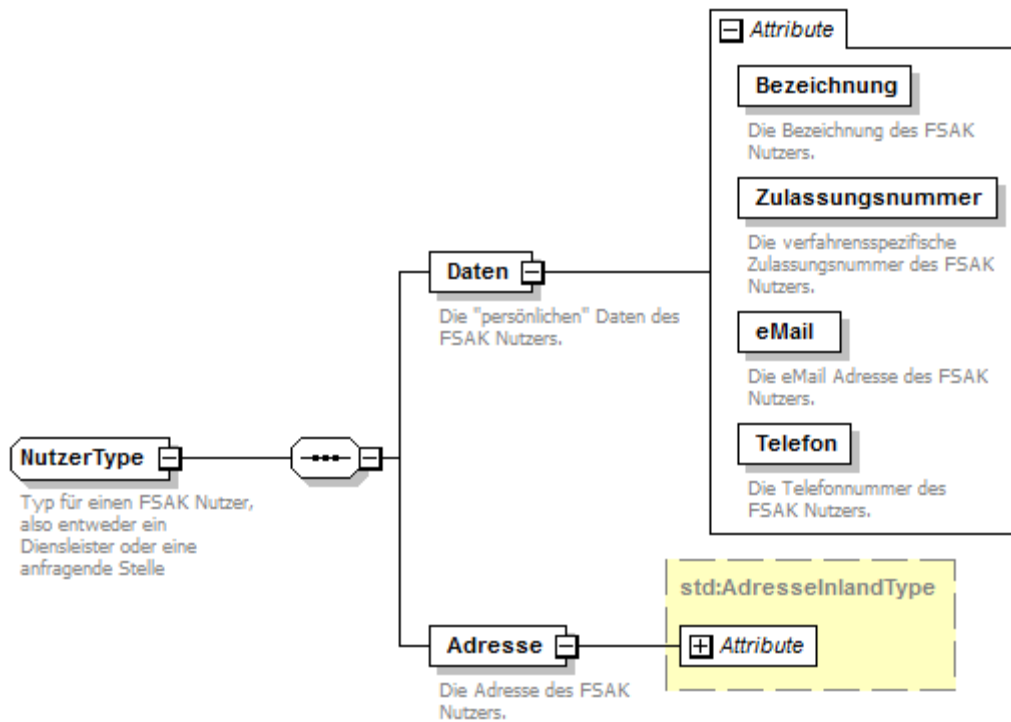 Attribute
Bezeichnung
Die Bezeichnung des FSAK
Nutzers.
Zulassungsnummer
Die verfahrensspezifische
Zulassungsnummer des FSAK
Nutzers.
eMail
Die eMail Adresse des FSAK
Nutzers.
Telefon
Die Telefonnummer des
FSAK Nutzers.
Daten
Die "persönlichen" Daten des
FSAK Nutzers.
NutzerType
Typ für einen FSAK Nutzer,
also entweder ein
Diensleister oder eine
anfragende Stelle
std:AdresseInlandType
Attribute
Adresse
Die Adresse des FSAK
Nutzers.